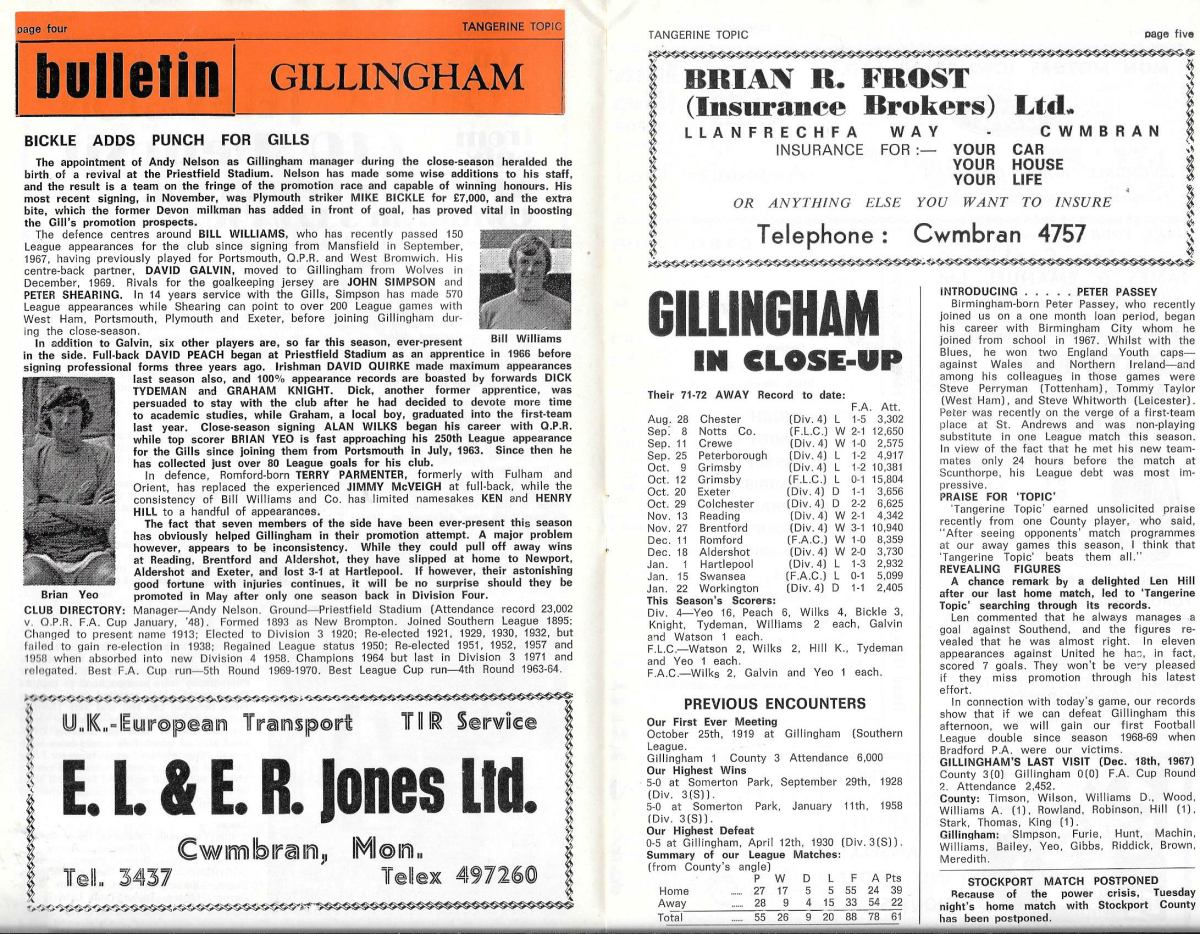 page four
TANGERINE TOPIC
bulletin
GILLINGHAM
BICKLE ADDS PUNCH FOR GILLS
The appointment of Andy Nelson as Gillingham manager during the close-season heralded the
birth of a revival at the Priestfield Stadium. Nelson has made some wise additions to his staff,
and the result is a team on the fringe of the promotion race and capable of winning honours. His
most recent signing, in November, was Plymouth striker MIKE BICKLE for £7,000, and the extra
bite, which the former Devon milkman has added in front of goal, has proved vital in boosting
the Gill's promotion prospects.
The defence centres around BILL WILLIAMS, who has recently passed 150
League appearances for the club since signing from Mansfield in September,
1967, having previously played for Portsmouth, Q.P.R. and West Bromwich. His
centre-back partner, DAVID GALVIN, moved to Gillingham from Wolves in
December, 1969. Rivals for the goalkeeping jersey are JOHN SIMPSON and
PETER SHEARING. In 14 years service with the Gills, Simpson has made 570
League appearances while Shearing can point to over 200 League games with
West Ham, Portsmouth, Plymouth and Exeter, before joining Gillingham dur-
ing the close-season.
Bill Williams
In addition to Galvin, six other players are, so far this season, ever-present
in the side. Full-back DAVID PEACH began at Priestfield Stadium as an apprentice in 1966 before
signing professional forms three years ago. Irishman DAVID QUIRKE made maximum appearances
last season also, and 100% appearance records are boasted by forwards DICK
TYDEMAN and GRAHAM KNIGHT. Dick, another former apprentice, was
persuaded to stay with the club after he had decided to devote more time
to academic studies, while Graham, a local boy, graduated into the first-team
last year. Close-season signing ALAN WILKS began his career with Q.P.R.
while top scorer BRIAN YEO is fast approaching his 250th League appearance
for the Gills since joining them from Portsmouth in July, 1963. Since then he
has collected just over 80 League goals for his club.
In defence, Romford-born TERRY PARMENTER, formerly with Fulham and
Orient, has replaced the experienced JIMMY McVEIGH at full-back, while the
consistency of Bill Williams and Co. has limited namesakes KEN and HENRY
HILL to a handful of appearances.
The fact that seven members of the side have been ever-present this season
has obviously helped Gillingham in their promotion attempt. A major problem
however, appears to be inconsistency. While they could pull off away wins
at Reading, Brentford and Aldershot, they have slipped at home to Newport,
Aldershot and Exeter, and lost 3-1 at Hartlepool. If however, their astonishing
good fortune with injuries continues, it will be no surprise should they be
promoted in May after only one season back in Division Four.
Brian Yeo
CLUB DIRECTORY: Manager—Andy Nelson. Ground—Priestfield Stadium (Attendance record 23,002
v. Q.P.R. F.A. Cup January, '48). Formed 1893 as New Brompton. Joined Southern League 1895;
Changed to present name 1913; Elected to Division 3 1920; Re-elected 1921, 1929, 1930, 1932, but
failed to gain re-election in 1938; Regained League status 1950; Re-elected 1951, 1952, 1957 and
1958 when absorbed into new Division 4 1958. Champions 1964 but last in Division 3 1971 and
relegated. Best F.A. Cup run—5th Round 1969-1970. Best League Cup run—4th Round 1963-64.
U.K.-European Transport TIR Service
E. L. & E. R. Jones Ltd.
Cwmbran, Mon.
Tel. 3437 Telex 497260
TANGERINE TOPIC
page five
BRIAN R. FROST
(Insurance Brokers) Ltd.
LLANFRECHFA WAY - CWMBRAN
INSURANCE FOR :— YOUR CAR
YOUR HOUSE
YOUR LIFE
OR ANYTHING ELSE YOU WANT TO INSURE
Telephone : Cwmbran 4757
GILLINGHAM
IN CLOSE-UP
Their 71-72 AWAY Record to date:
F.A. Att.
Aug. 28 Chester (Div. 4) L 1-5 3,302
Sep. 8 Notts Co. (F.L.C.) W 2-1 12,650
Sep. 11 Crewe (Div. 4) W 1-0 2,575
Sep. 25 Peterborough (Div. 4) L 1-2 4,917
Oct. 9 Grimsby (Div. 4) L 1-2 10,381
Oct. 12 Grimsby (F.L.C.) L 0-1 15,804
Oct. 20 Exeter (Div. 4) D 1-1 3,656
Oct. 29 Colchester (Div. 4) D 2-2 6,625
Nov. 13 Reading (Div. 4) W 2-1 4,342
Nov. 27 Brentford (Div. 4) W 3-1 10,940
Dec. 11 Romford (F.A.C.) W 1-0 8,359
Dec. 18 Aldershot (Div. 4) W 2-0 3,730
Jan. 1 Hartlepool (Div. 4) L 1-3 2,932
Jan. 15 Swansea (F.A.C.) L 0-1 5,099
Jan. 22 Workington (Div. 4) D 1-1 2,405
This Season's Scorers:
Div. 4—Yeo 16, Peach 6, Wilks 4, Bickle 3,
Knight, Tydeman, Williams 2 each, Galvin
and Watson 1 each.
F.L.C.—Watson 2, Wilks 2, Hill K., Tydeman
and Yeo 1 each.
F.A.C.—Wilks 2, Galvin and Yeo 1 each.
PREVIOUS ENCOUNTERS
Our First Ever Meeting
October 25th, 1919 at Gillingham (Southern
League.
Gillingham 1 County 3 Attendance 6,000
Our Highest Wins
5-0 at Somerton Park, September 29th, 1928
(Div. 3(S)).
5-0 at Somerton Park, January 11th, 1958
(Div. 3(S)).
Our Highest Defeat
0-5 at Gillingham, April 12th, 1930 (Div. 3(S)).
Summary of our League Matches:
(from County's angle)
P W D L F A Pts
Home ...... 27 17 5 5 55 24 39
Away ...... 28 9 4 15 33 54 22
Total ...... 55 26 9 20 88 78 61
INTRODUCING . . . . . PETER PASSEY
Birmingham-born Peter Passey, who recently
joined us on a one month loan period, began
his career with Birmingham City whom he
joined from school in 1967. Whilst with the
Blues, he won two England Youth caps—
against Wales and Northern Ireland—and
among his colleagues in those games were
Steve Perryman (Tottenham), Tommy Taylor
(West Ham), and Steve Whitworth (Leicester).
Peter was recently on the verge of a first-team
place at St. Andrews and was non-playing
substitute in one League match this season.
In view of the fact that he met his new team-
mates only 24 hours before the match at
Scunthorpe, his League debut was most im-
pressive.
PRAISE FOR 'TOPIC'
'Tangerine Topic' earned unsolicited praise
recently from one County player, who said,
"After seeing opponents' match programmes
at our away games this season, I think that
'Tangerine Topic' beats them all."
REVEALING FIGURES
A chance remark by a delighted Len Hill
after our last home match, led to 'Tangerine
Topic' searching through its records.
Len commented that he always manages a
goal against Southend, and the figures re-
vealed that he was almost right. In eleven
appearances against United he has, in fact,
scored 7 goals. They won't be very pleased
if they miss promotion through his latest
effort.
In connection with today's game, our records
show that if we can defeat Gillingham this
afternoon, we will gain our first Football
League double since season 1968-69 when
Bradford P.A. were our victims.
GILLINGHAM'S LAST VISIT (Dec. 18th, 1967)
County 3(0) Gillingham 0(0) F.A. Cup Round
2. Attendance 2,452.
County: Timson, Wilson, Williams D., Wood,
Williams A. (1), Rowland, Robinson, Hill (1),
Stark, Thomas, King (1).
Gillingham: Simpson, Furie, Hunt, Machin,
Williams, Bailey, Yeo, Gibbs, Riddick, Brown,
Meredith.
STOCKPORT MATCH POSTPONED
Because of the power crisis, Tuesday
night's home match with Stockport County
has been postponed.